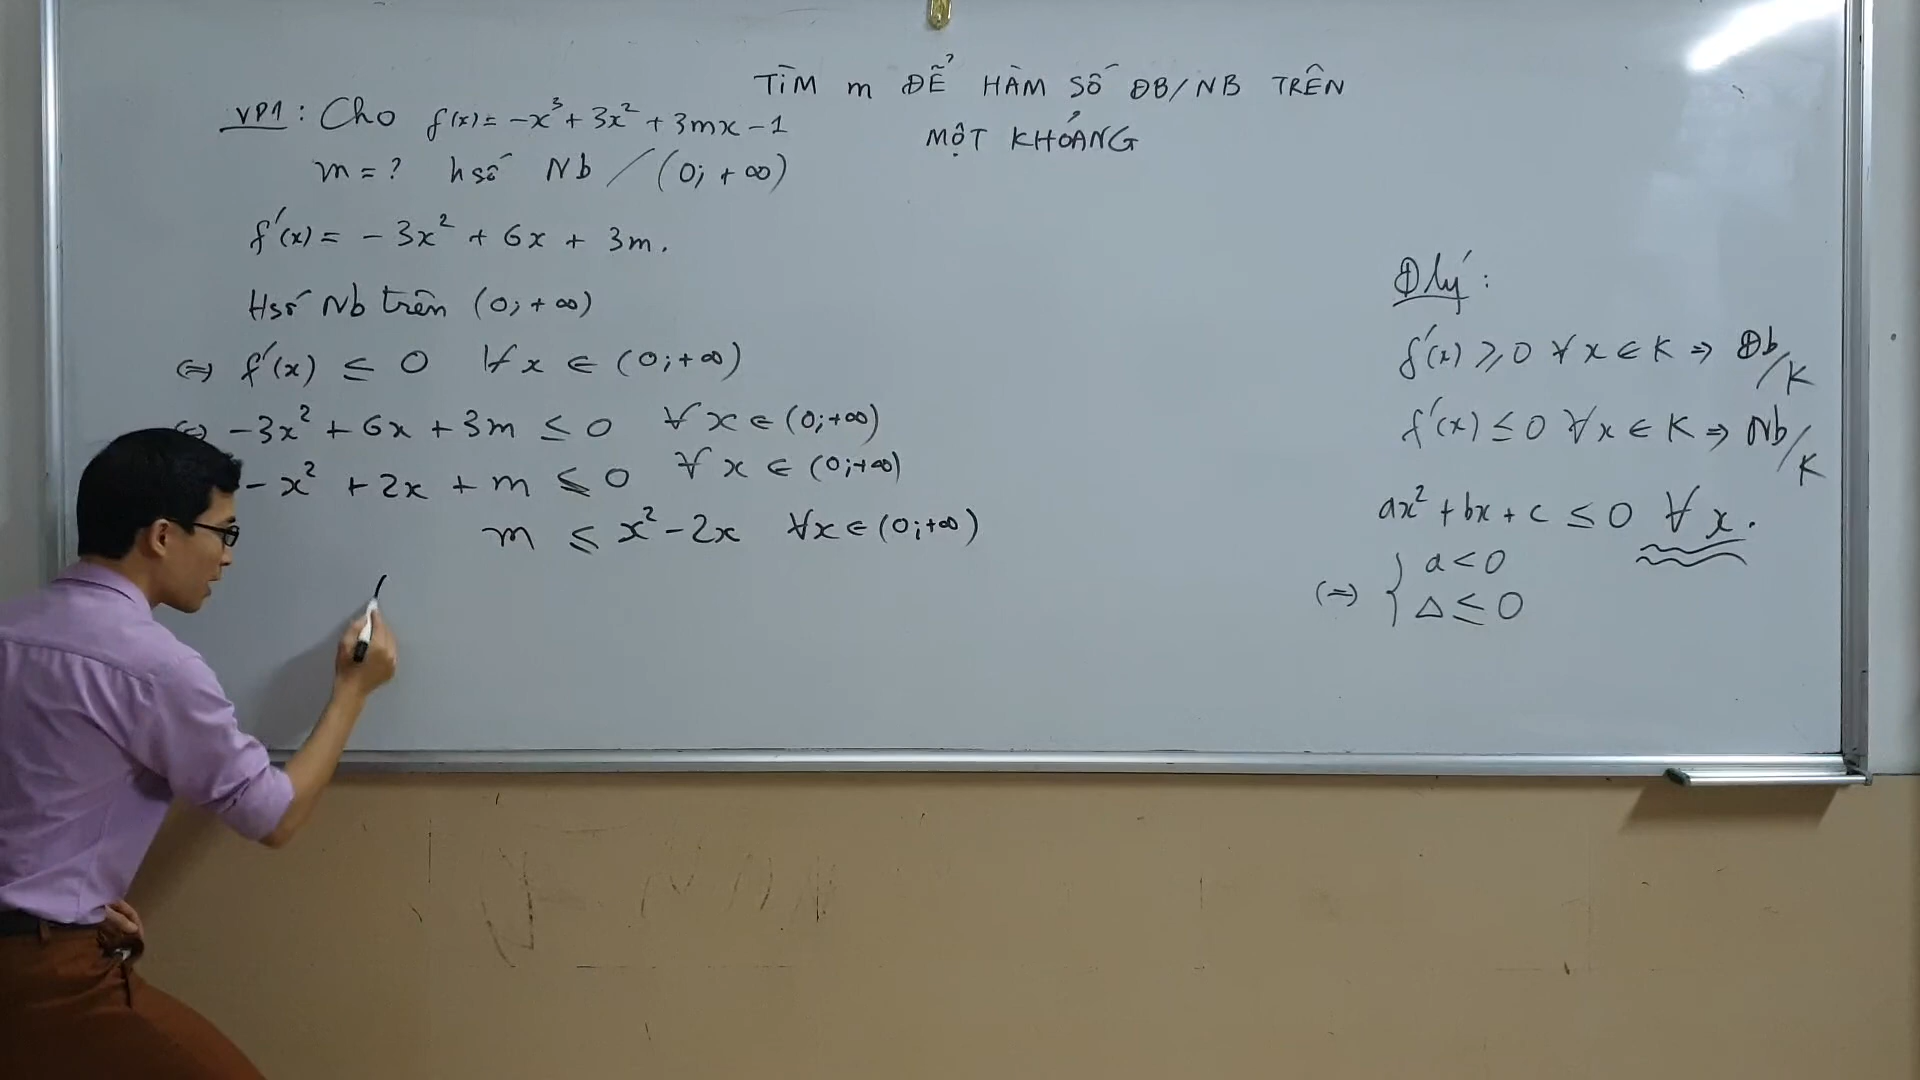 TÌM m ĐỂ HÀM SỐ ĐB/NB TRÊN
MỘT KHOẢNG
VD1: Cho f(x) = -x³ + 3x² + 3mx - 1
m = ? h số Nb / (0; +∞)
f'(x) = - 3x² + 6x + 3m.
Hsố Nb trên (0; +∞)
⇔ f'(x) ≤ 0 ∀x ∈ (0; +∞)
⇔ -3x² + 6x + 3m ≤ 0 ∀x ∈ (0; +∞)
- x² + 2x + m ≤ 0 ∀x ∈ (0; +∞)
m ≤ x² - 2x ∀x ∈ (0; +∞)
Đlý:
f'(x) ≥ 0 ∀x ∈ K ⇒ Đb/K
f'(x) ≤ 0 ∀x ∈ K ⇒ Nb/K
ax² + bx + c ≤ 0 ∀x.
⇔ { a < 0
Δ ≤ 0